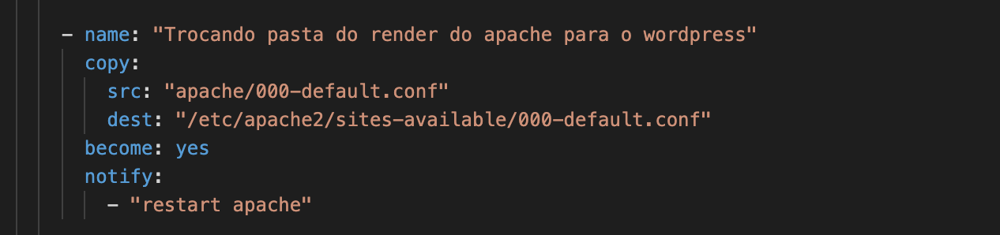 - name: "Trocando pasta do render do apache para o wordpress"
copy:
src: "apache/000-default.conf"
dest: "/etc/apache2/sites-available/000-default.conf"
become: yes
notify:
- "restart apache"